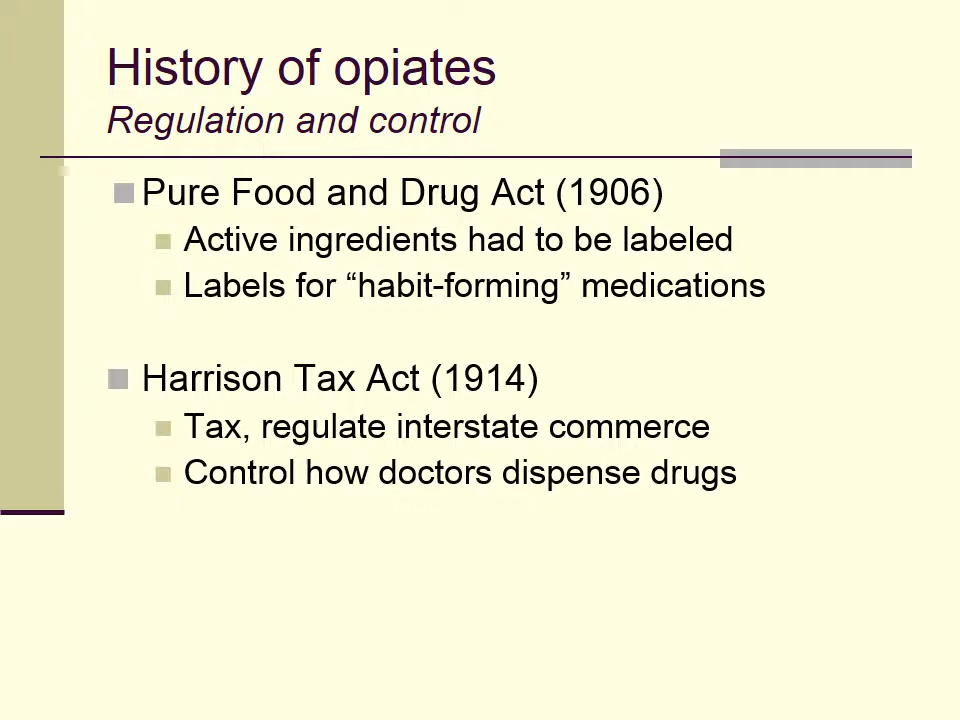 History of opiates
Regulation and control
Pure Food and Drug Act (1906)
Active ingredients had to be labeled
Labels for “habit-forming” medications
Harrison Tax Act (1914)
Tax, regulate interstate commerce
Control how doctors dispense drugs